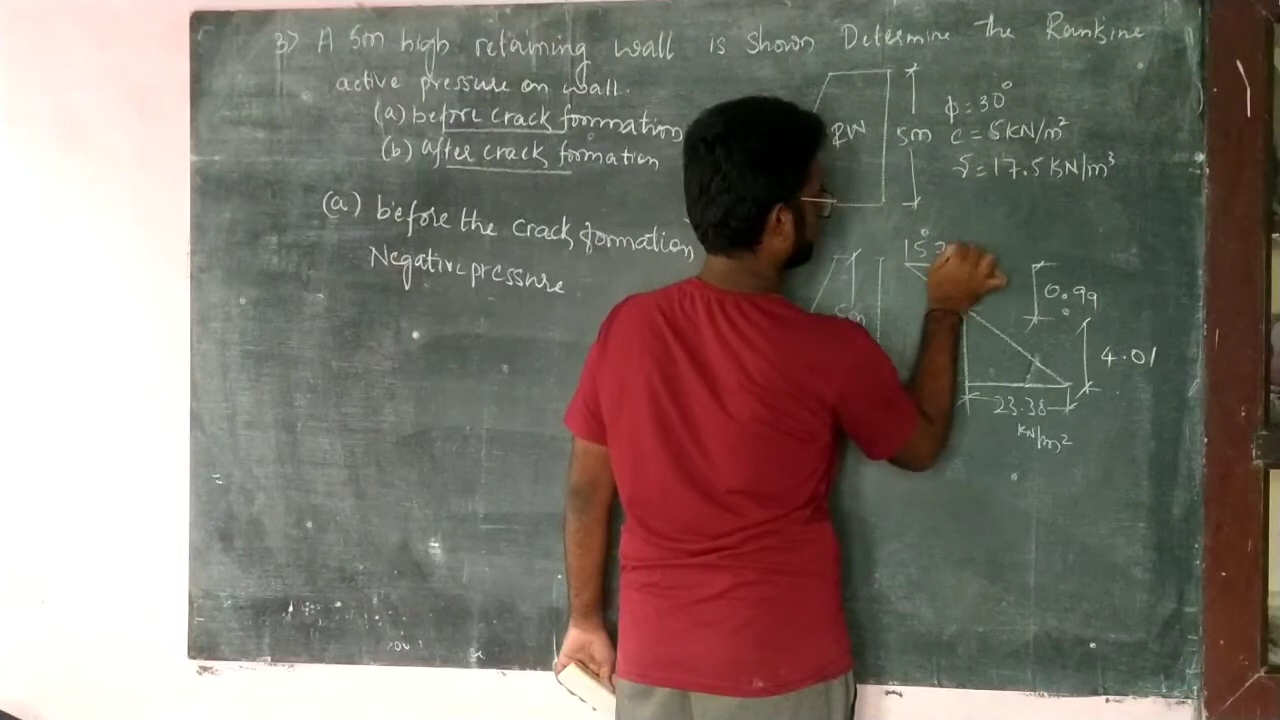 3) A 5m high retaining wall is shown Determine the Rankine
active pressure on wall.
(a) before crack formation
(b) after crack formation
RW
5m
φ = 30°
c = 5 KN/m²
γ = 17.5 KN/m³
(a) before the crack formation
Negative pressure
5m
0.99
4.01
23.38
KN/m²